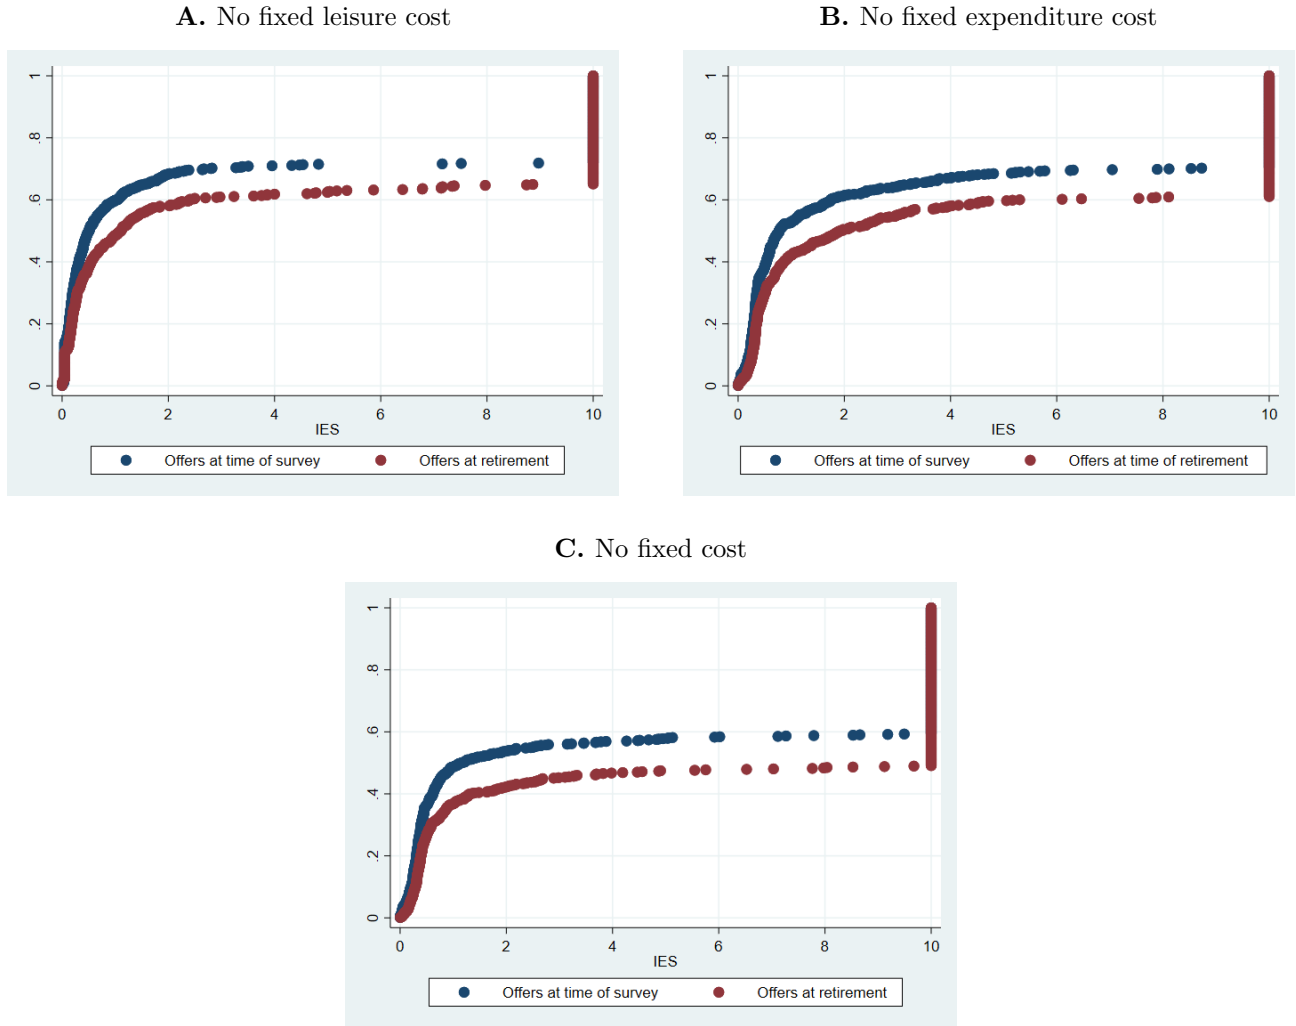 A. No fixed leisure cost
1
.8
.6
.4
.2
0
0 2 4 6 8 10
IES
Offers at time of survey Offers at retirement
B. No fixed expenditure cost
1
.8
.6
.4
.2
0
0 2 4 6 8 10
IES
Offers at time of survey Offers at time of retirement
C. No fixed cost
1
.8
.6
.4
.2
0
0 2 4 6 8 10
IES
Offers at time of survey Offers at retirement